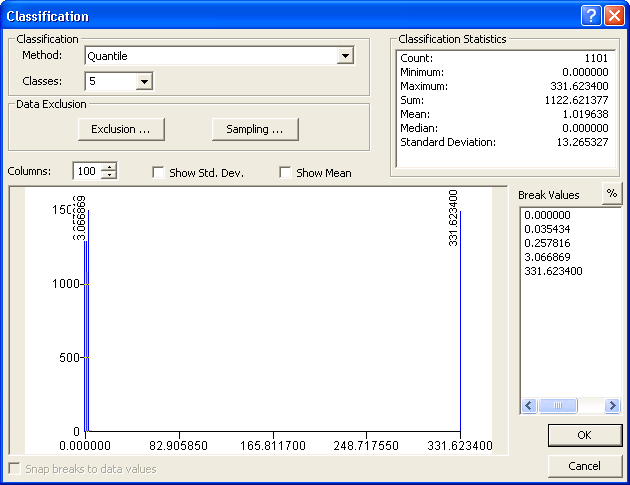 Classification
Classification
Method: Quantile
Classes: 5
Data Exclusion
Exclusion ...
Sampling ...
Classification Statistics
Count: 1101
Minimum: 0.000000
Maximum: 331.623400
Sum: 1122.621377
Mean: 1.019638
Median: 0.000000
Standard Deviation: 13.265327
Columns: 100
Show Std. Dev.
Show Mean
Break Values
%
0.000000
0.035434
0.257816
3.066869
331.623400
3.066869
331.623400
1000
500
0
0.000000 82.905850 165.811700 248.717550 331.623400
Snap breaks to data values
OK
Cancel